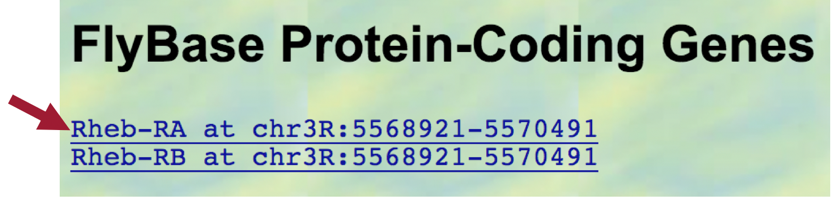 FlyBase Protein-Coding Genes
Rheb-RA at chr3R:5568921-5570491
Rheb-RB at chr3R:5568921-5570491